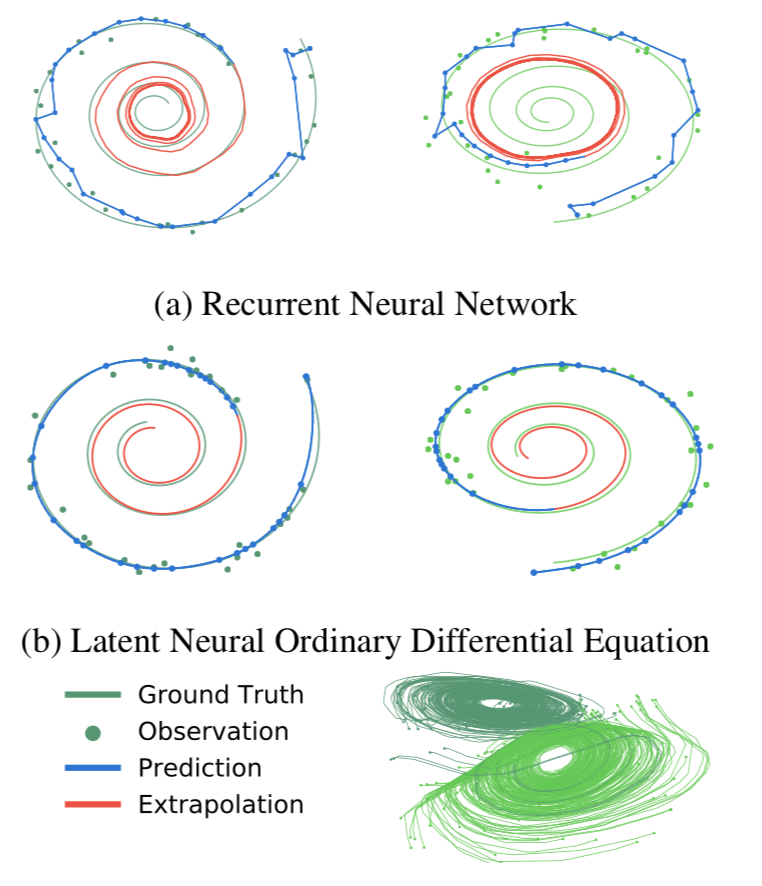 (a) Recurrent Neural Network
(b) Latent Neural Ordinary Differential Equation
Ground Truth
Observation
Prediction
Extrapolation